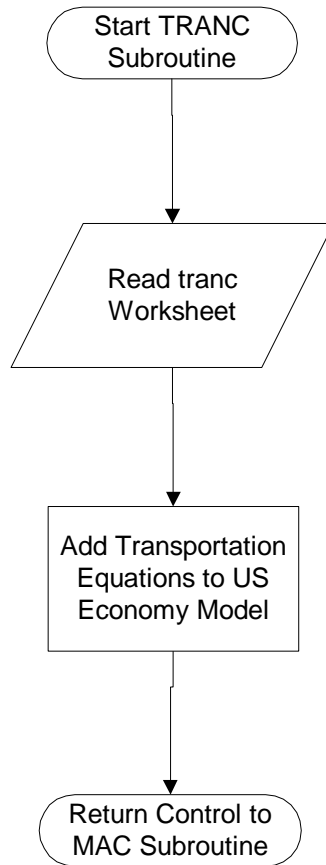 Start TRANC
Subroutine
Read tranc
Worksheet
Add Transportation
Equations to US
Economy Model
Return Control to
MAC Subroutine